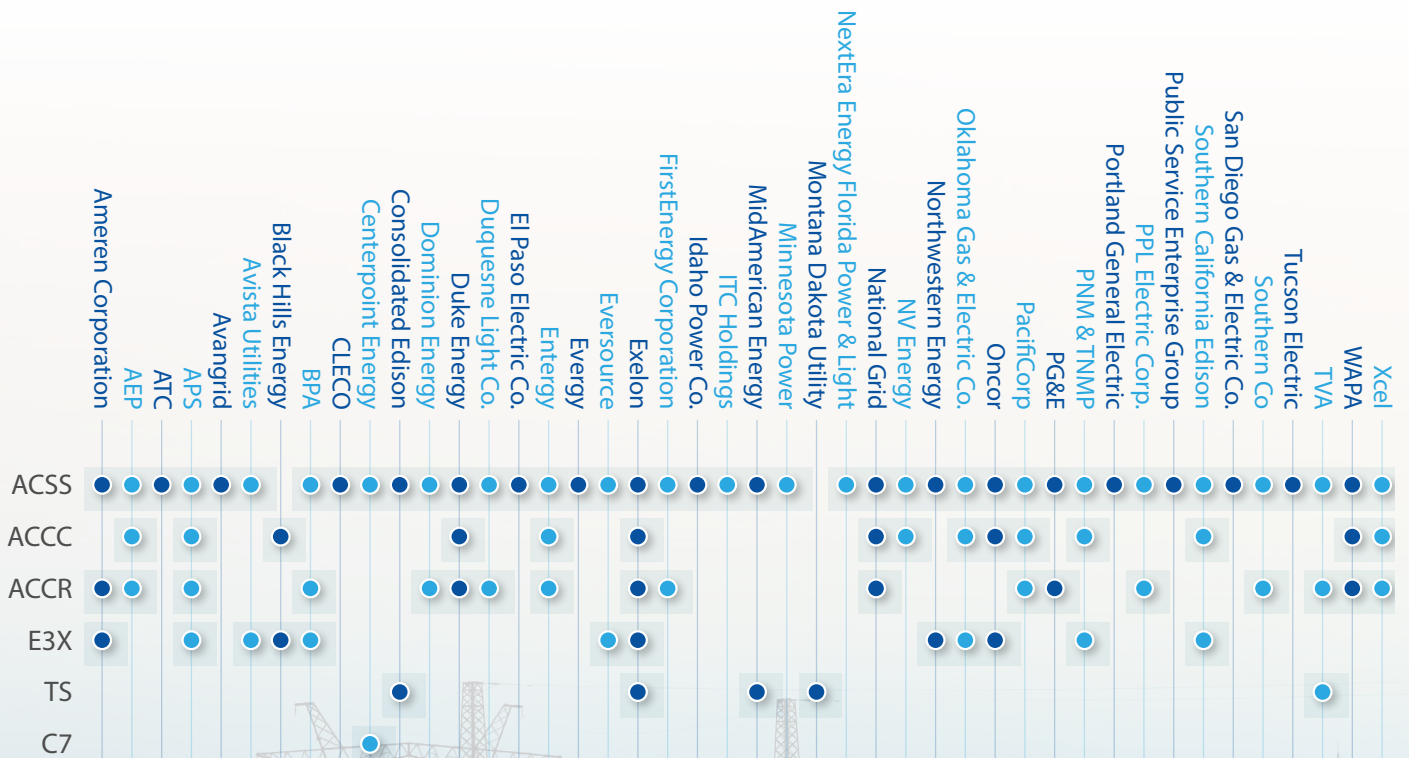 Ameren Corporation
AEP
ATC
APS
Avangrid
Avista Utilities
Black Hills Energy
BPA
CLECO
Centerpoint Energy
Consolidated Edison
Dominion Energy
Duke Energy
Duquesne Light Co.
El Paso Electric Co.
Entergy
Evergy
Eversource
Exelon
FirstEnergy Corporation
Idaho Power Co.
ITC Holdings
MidAmerican Energy
Minnesota Power
Montana Dakota Utility
NextEra Energy Florida Power & Light
National Grid
NV Energy
Northwestern Energy
Oklahoma Gas & Electric Co.
Oncor
PacifiCorp
PG&E
PNM & TNMP
Portland General Electric
PPL Electric Corp.
Public Service Enterprise Group
Southern California Edison
San Diego Gas & Electric Co.
Southern Co
Tucson Electric
TVA
WAPA
Xcel
ACSS
ACCC
ACCR
E3X
TS
C7